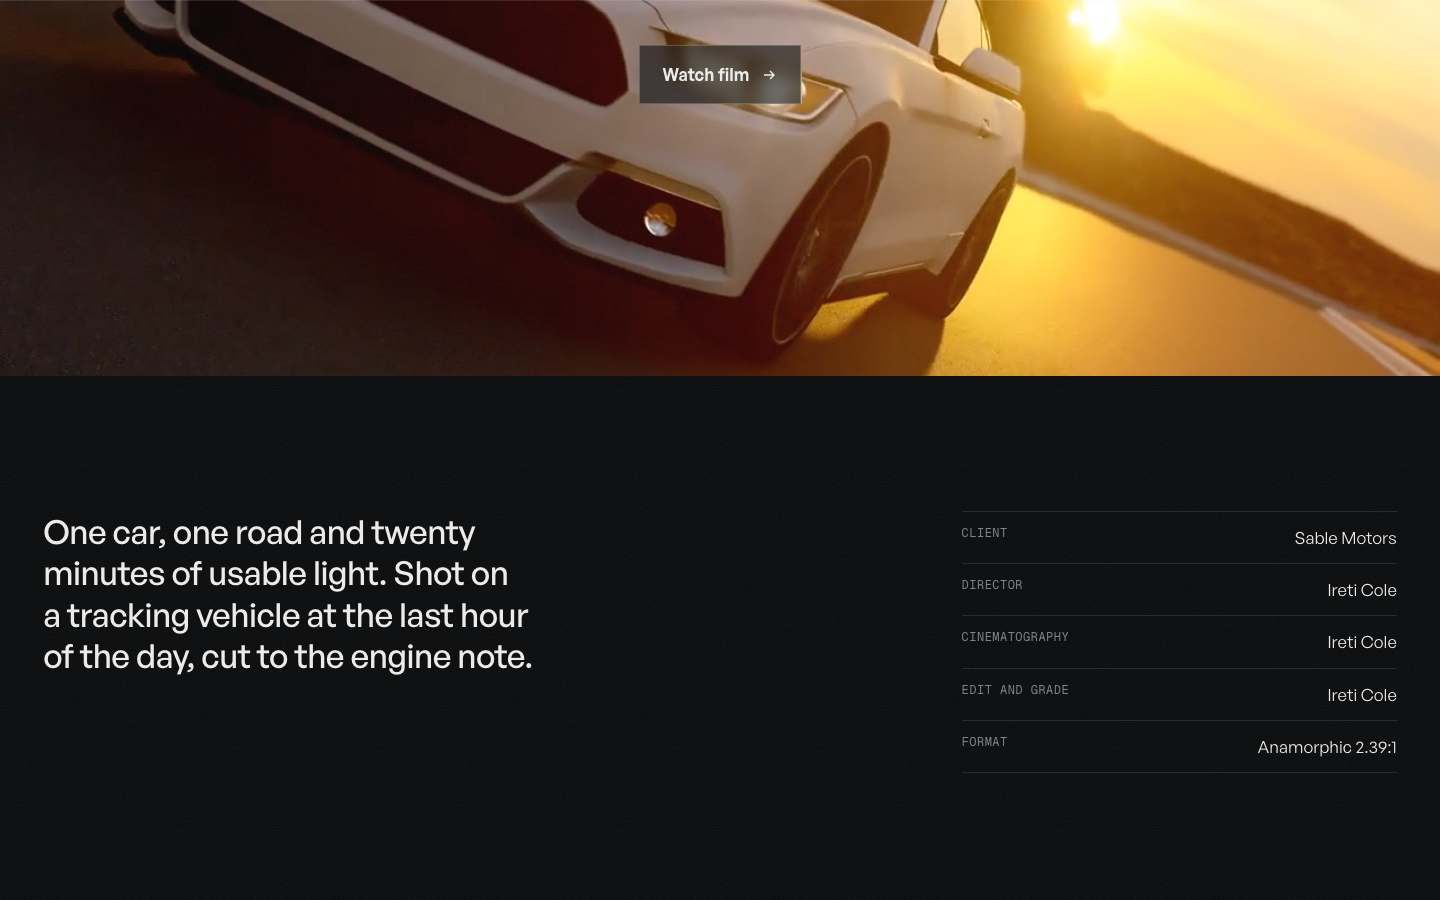 Watch film →
One car, one road and twenty
minutes of usable light. Shot on
a tracking vehicle at the last hour
of the day, cut to the engine note.
CLIENT Sable Motors
DIRECTOR Ireti Cole
CINEMATOGRAPHY Ireti Cole
EDIT AND GRADE Ireti Cole
FORMAT Anamorphic 2.39:1